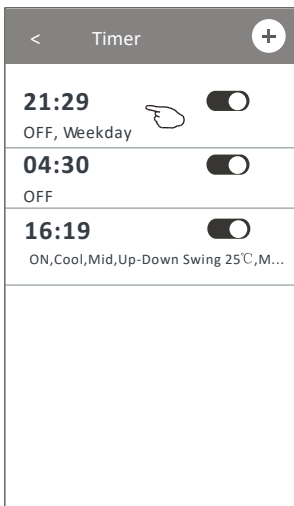 < Timer +
21:29
OFF, Weekday
04:30
OFF
16:19
ON,Cool,Mid,Up-Down Swing 25℃,M...